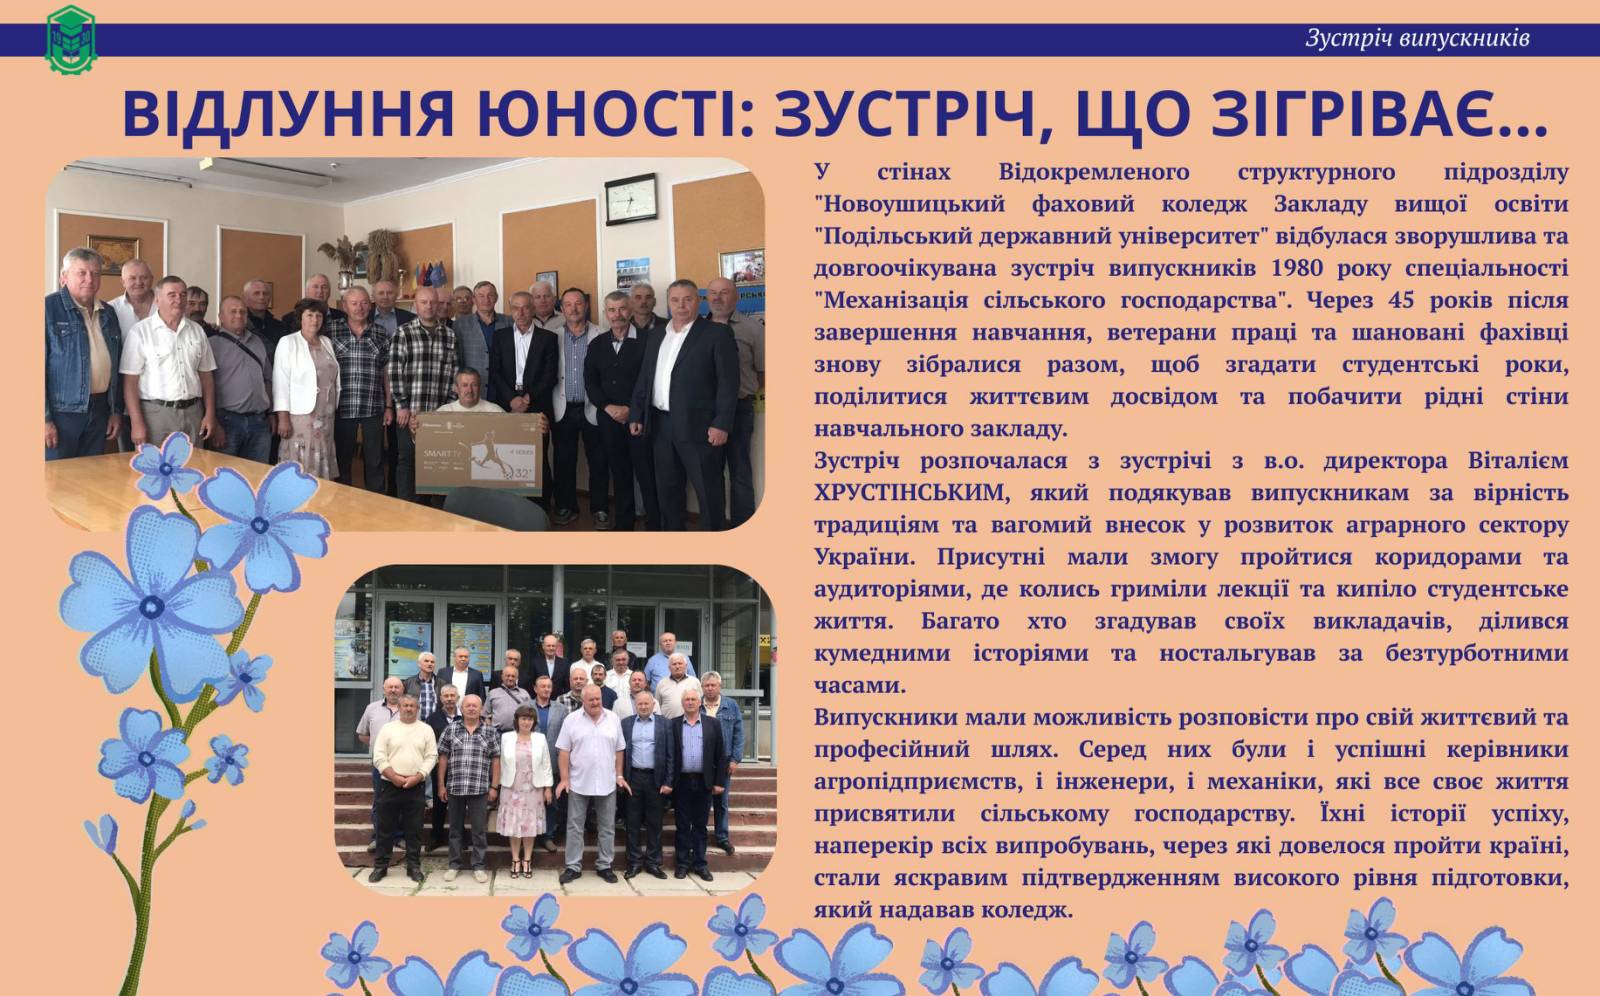 Зустріч випускників
1930
ВІДЛУННЯ ЮНОСТІ: ЗУСТРІЧ, ЩО ЗІГРІВАЄ...
У стінах Відокремленого структурного підрозділу
"Новоушицький фаховий коледж Закладу вищої освіти
"Подільський державний університет" відбулася зворушлива та
довгоочікувана зустріч випускників 1980 року спеціальності
"Механізація сільського господарства". Через 45 років після
завершення навчання, ветерани праці та шановані фахівці
знову зібралися разом, щоб згадати студентські роки,
поділитися життєвим досвідом та побачити рідні стіни
навчального закладу.
Зустріч розпочалася з зустрічі з в.о. директора Віталієм
ХРУСТІНСЬКИМ, який подякував випускникам за вірність
традиціям та вагомий внесок у розвиток аграрного сектору
України. Присутні мали змогу пройтися коридорами та
аудиторіями, де колись гриміли лекції та кипіло студентське
життя. Багато хто згадував своїх викладачів, ділився
кумедними історіями та ностальгував за безтурботними
часами.
Випускники мали можливість розповісти про свій життєвий та
професійний шлях. Серед них були і успішні керівники
агропідприємств, і інженери, і механіки, які все своє життя
присвятили сільському господарству. Їхні історії успіху,
наперекір всіх випробувань, через які довелося пройти країні,
стали яскравим підтвердженням високого рівня підготовки,
який надавав коледж.
SMART TV
32"